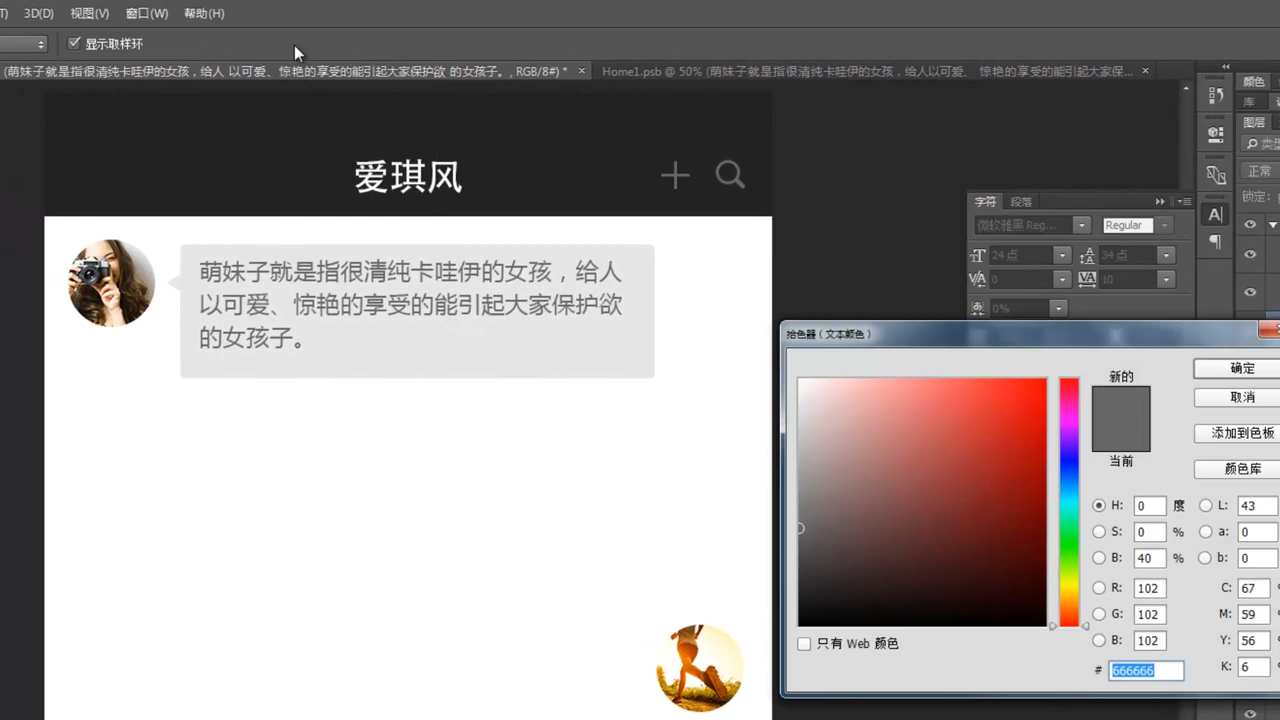 T) 3D(D) 视图(V) 窗口(W) 帮助(H)
显示取样环
(萌妹子就是指很清纯卡哇伊的女孩，给人 以可爱、惊艳的享受的能引起大家保护欲 的女孩子。, RGB/8#) * ×
Home1.psb @ 50% (萌妹子就是指很清纯卡哇伊的女孩，给人以可爱、 惊艳的享受的能引起大家保... ×
颜色
库
图层
类型
正常
锁定:
爱琪风
萌妹子就是指很清纯卡哇伊的女孩，给人
以可爱、惊艳的享受的能引起大家保护欲
的女孩子。
字符 段落
微软雅黑 Reg... Regular
24 点 34 点
0 10
0%
拾色器（文本颜色）
新的
当前
确定
取消
添加到色板
颜色库
H: 0 度 L: 43
S: 0 % a: 0
B: 40 % b: 0
R: 102 C: 67
G: 102 M: 59
B: 102 Y: 56
# 666666 K: 6
只有 Web 颜色